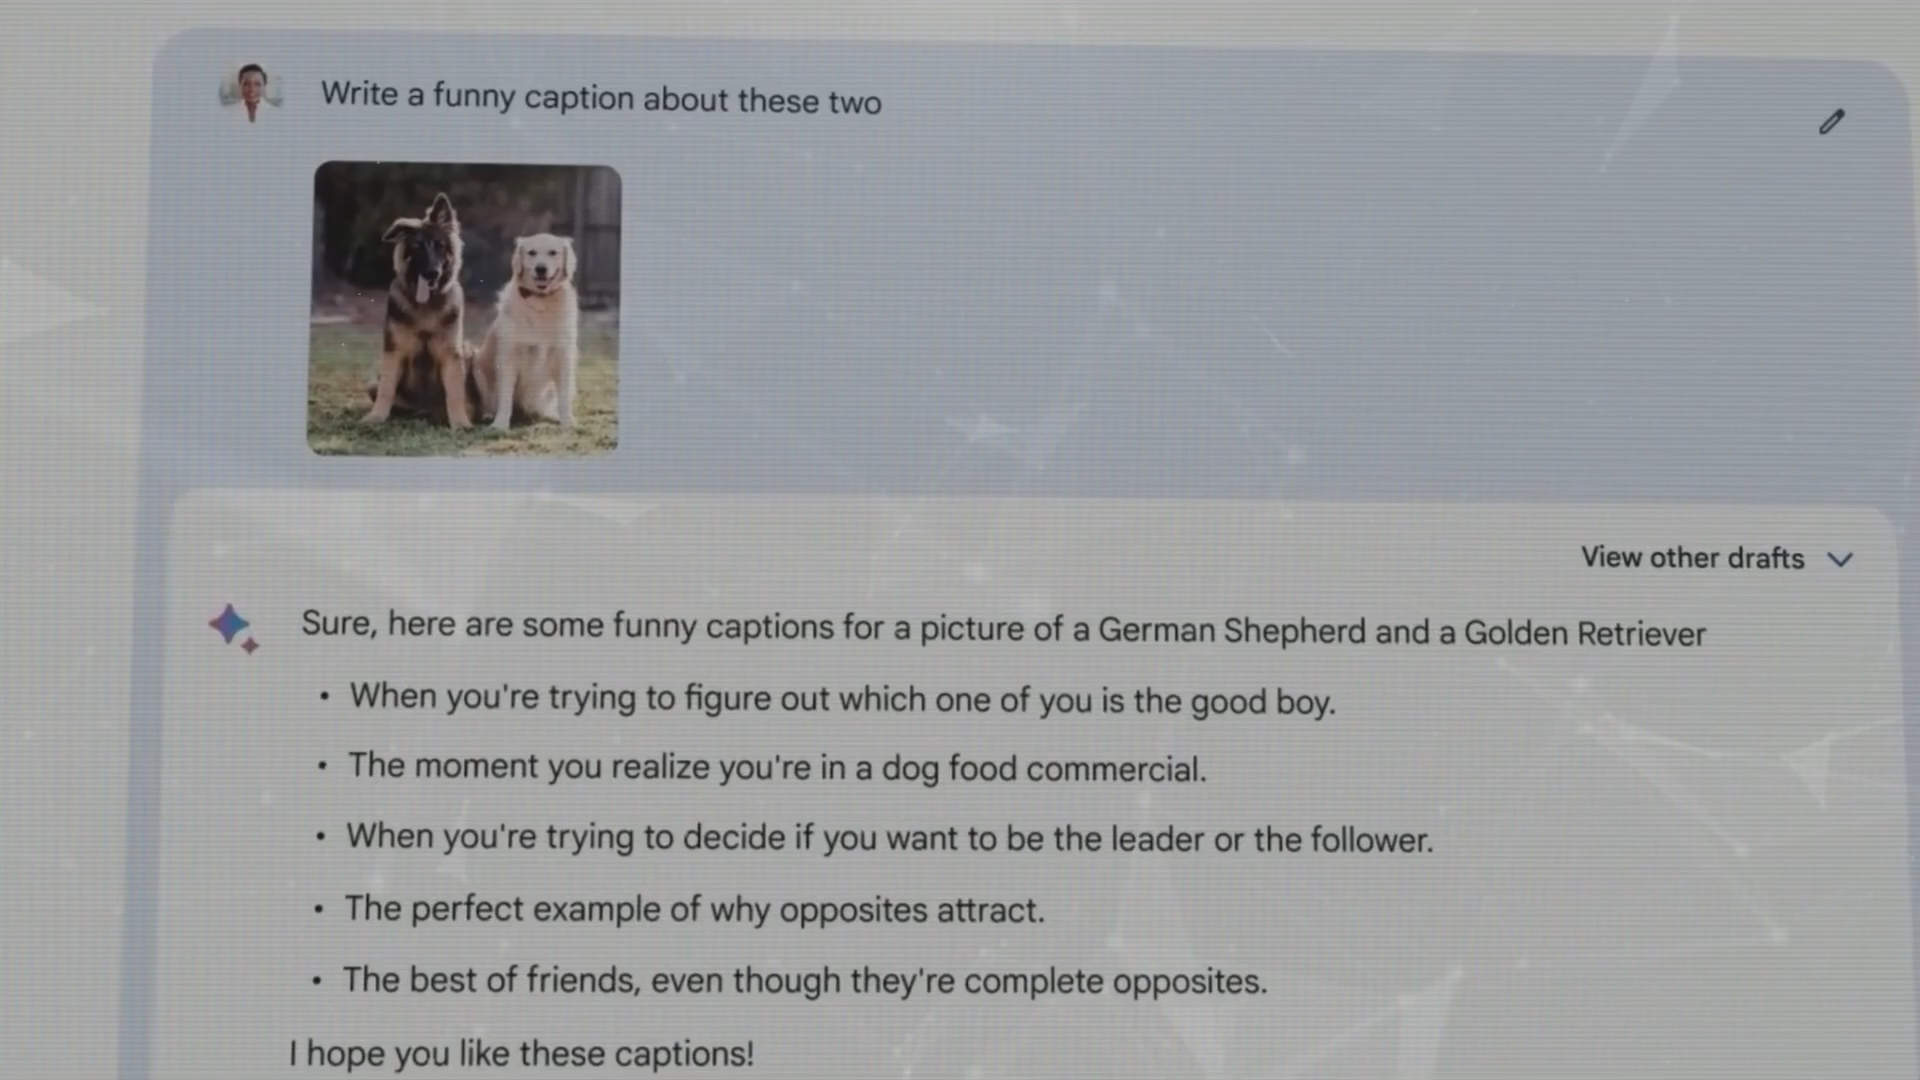 Write a funny caption about these two
View other drafts
Sure, here are some funny captions for a picture of a German Shepherd and a Golden Retriever
• When you're trying to figure out which one of you is the good boy.
• The moment you realize you're in a dog food commercial.
• When you're trying to decide if you want to be the leader or the follower.
• The perfect example of why opposites attract.
• The best of friends, even though they're complete opposites.
I hope you like these captions!